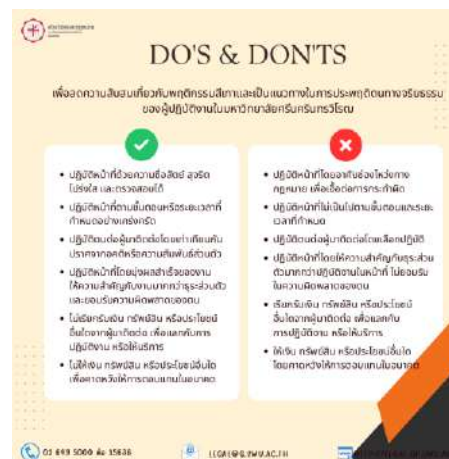 DO'S & DON'TS
เพื่อลดความสับสนเกี่ยวกับพฤติกรรมสีเทาและเป็นแนวทางในการประพฤติตนทางจริยธรรม
ของผู้ปฏิบัติงานในมหาวิทยาลัยศรีนครินทรวิโรฒ
• ปฏิบัติหน้าที่ด้วยความซื่อสัตย์ สุจริต
โปร่งใส และตรวจสอบได้
• ปฏิบัติหน้าที่ตามขั้นตอนหรือระยะเวลาที่
กำหนดอย่างเคร่งครัด
• ปฏิบัติตนต่อผู้มาติดต่อโดยเท่าเทียมกัน
ปราศจากอคติหรือความสัมพันธ์ส่วนตัว
• ปฏิบัติหน้าที่โดยมุ่งผลสำเร็จของงาน
ให้ความสำคัญกับงานมากกว่าธุระส่วนตัว
และยอมรับความผิดพลาดของตน
• ไม่เรียกรับเงิน ทรัพย์สิน หรือประโยชน์
อื่นใดจากผู้มาติดต่อ เพื่อแลกกับการ
ปฏิบัติงาน หรือให้บริการ
• ไม่ให้เงิน ทรัพย์สิน หรือประโยชน์อื่นใด
เพื่อคาดหวังให้การตอบแทนในอนาคต
• ปฏิบัติหน้าที่โดยอาศัยช่องโหว่ทาง
กฎหมาย เพื่อเอื้อต่อการกระทำผิด
• ปฏิบัติหน้าที่ไม่เป็นไปตามขั้นตอนและระยะ
เวลาที่กำหนด
• ปฏิบัติตนต่อผู้มาติดต่อโดยเลือกปฏิบัติ
• ปฏิบัติหน้าที่โดยให้ความสำคัญกับธุระส่วน
ตัวมากกว่าปฏิบัติงานในหน้าที่ ไม่ยอมรับ
ในความผิดพลาดของตน
• เรียกรับเงิน ทรัพย์สิน หรือประโยชน์
อื่นใดจากผู้มาติดต่อ เพื่อแลกกับ
การปฏิบัติงาน หรือให้บริการ
• ให้เงิน ทรัพย์สิน หรือประโยชน์อื่นใด
โดยคาดหวังให้การตอบแทนในอนาคต
02 649 5000 ต่อ 15636
LEGAL@G.SWU.AC.TH